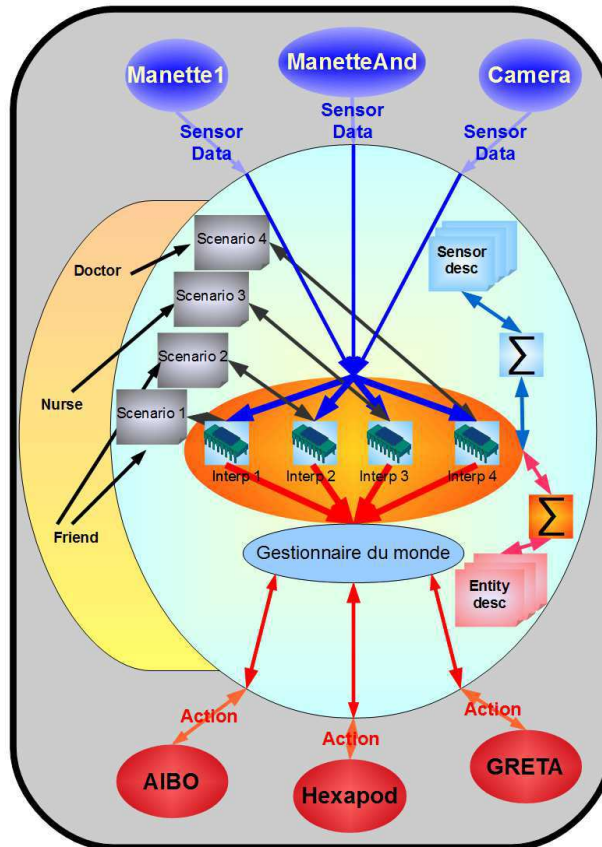 Manette1
ManetteAnd
Camera
Sensor
Data
Sensor
Data
Sensor
Data
Scenario 4
Doctor
Sensor
desc
Scenario 3
Scenario 2
Nurse
Scenario 1
Σ
Interp 1
Interp 2
Interp 3
Interp 4
Σ
Friend
Gestionnaire du monde
Entity
desc
Action
Action
Action
AIBO
Hexapod
GRETA